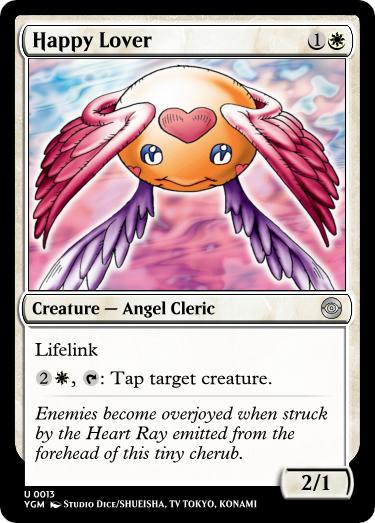 Happy Lover 1
Creature — Angel Cleric
Lifelink
2, : Tap target creature.
Enemies become overjoyed when struck
by the Heart Ray emitted from the
forehead of this tiny cherub.
2/1
U 0013
YGM Studio Dice/SHUEISHA, TV TOKYO, KONAMI